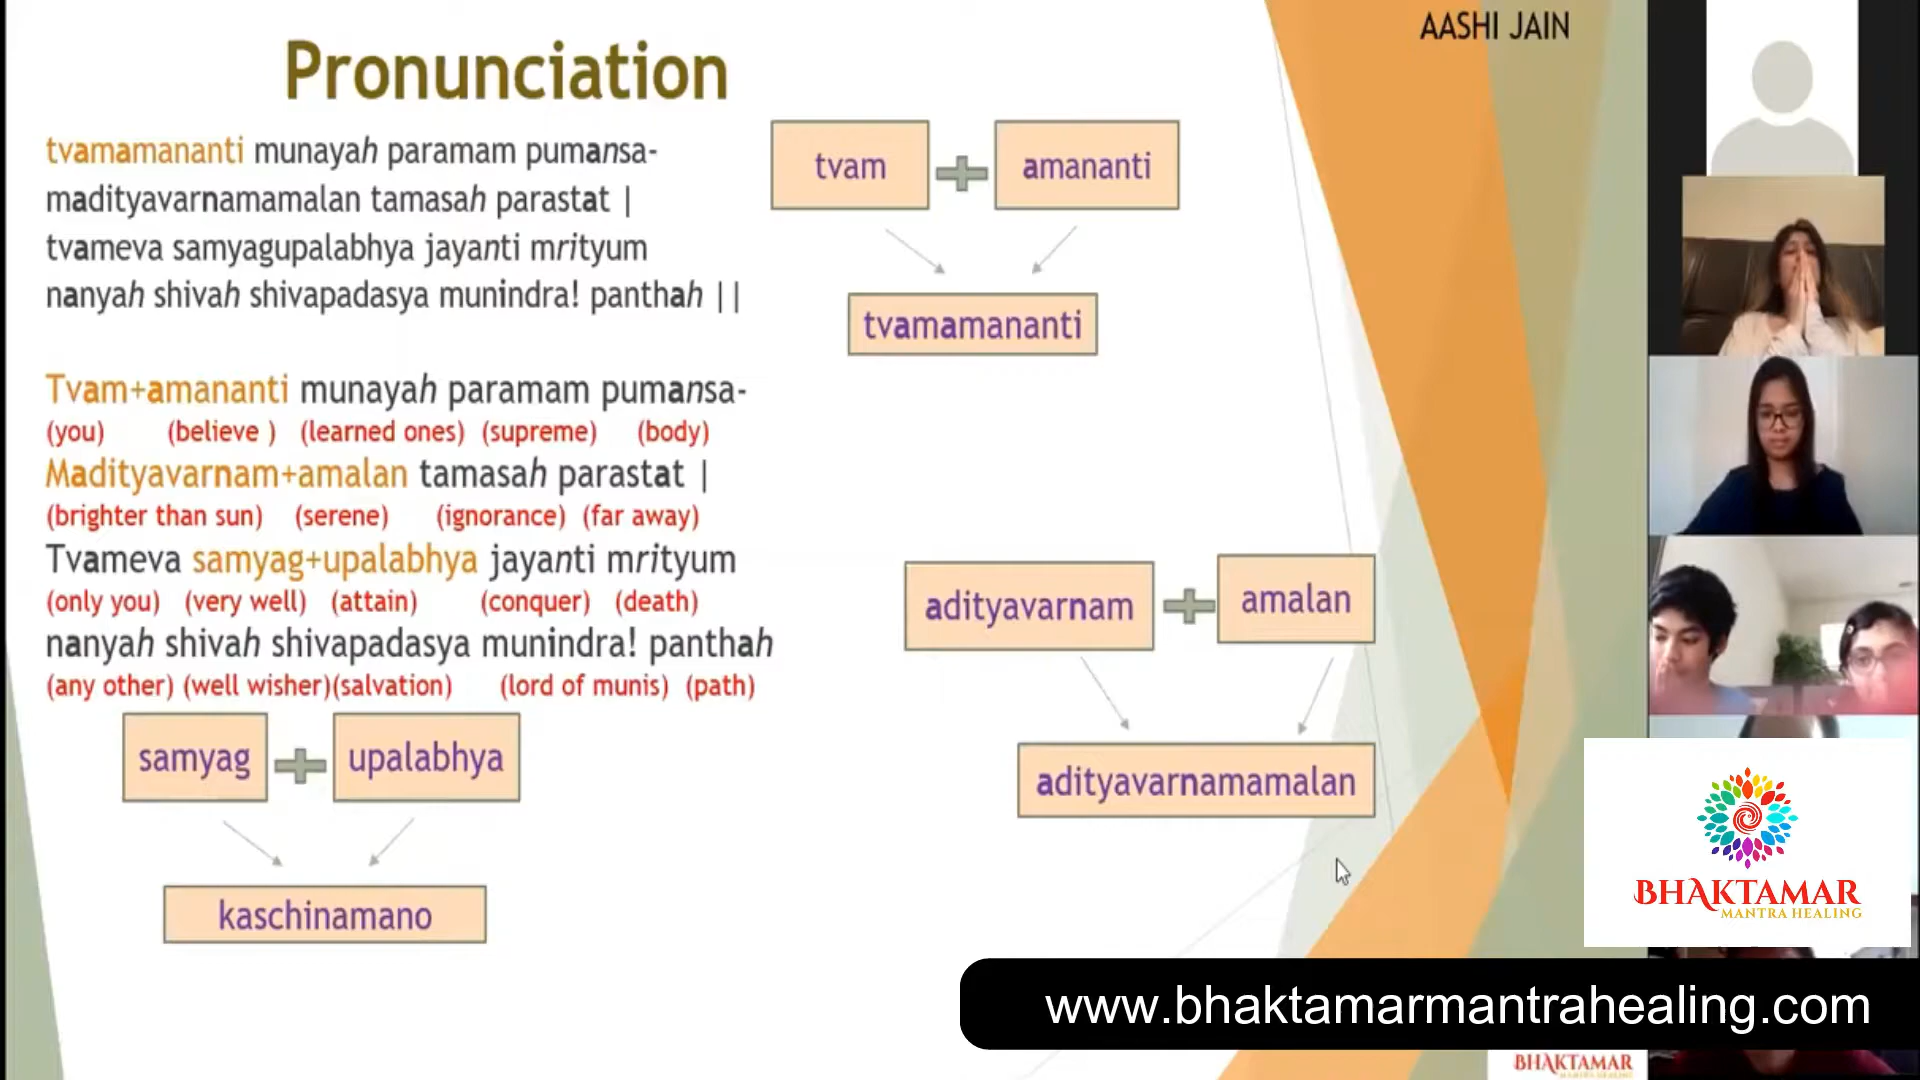 AASHI JAIN
Pronunciation
tvamamananti munayah paramam pumansa-
madityavarnamamalan tamasah parastat |
tvameva samyagupalabhya jayanti mrityum
nanyah shivah shivapadasya munindra! panthah ||
tvam
amananti
tvamamananti
Tvam+amananti munayah paramam pumansa-
(you) (believe ) (learned ones) (supreme) (body)
Madityavarnam+amalan tamasah parastat |
(brighter than sun) (serene) (ignorance) (far away)
Tvameva samyag+upalabhya jayanti mrityum
(only you) (very well) (attain) (conquer) (death)
nanyah shivah shivapadasya munindra! panthah
(any other) (well wisher)(salvation) (lord of munis) (path)
adityavarnam
amalan
adityavarnamamalan
samyag
upalabhya
kaschinamano
BHAKTAMAR
MANTRA HEALING
www.bhaktamarmantrahealing.com
BHAKTAMAR
MANTRA HEALING